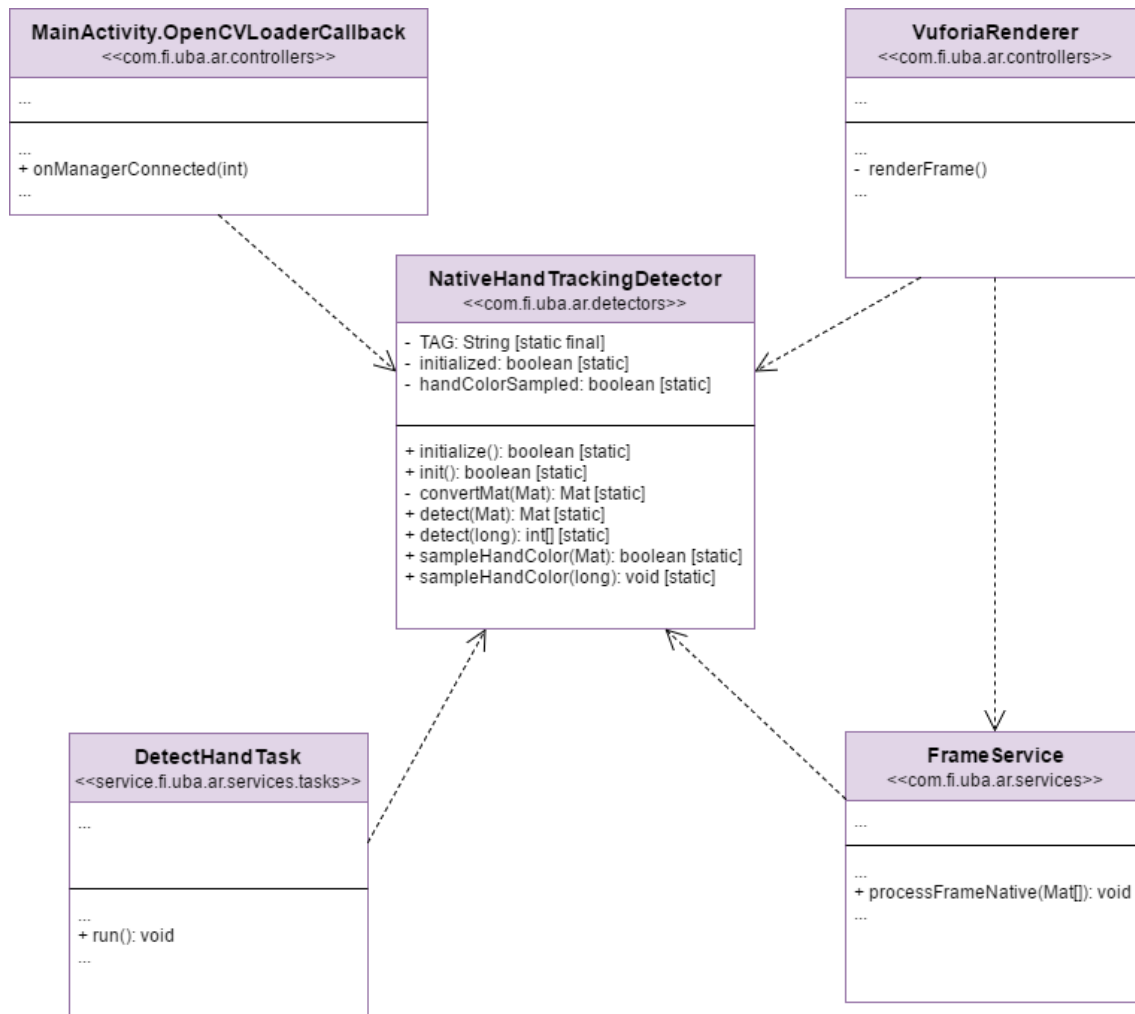 MainActivity.OpenCVLoaderCallback
<<com.fi.uba.ar.controllers>>
...
...
+ onManagerConnected(int)
...
VuforiaRenderer
<<com.fi.uba.ar.controllers>>
...
...
- renderFrame()
...
NativeHandTrackingDetector
<<com.fi.uba.ar.detectors>>
- TAG: String [static final]
- initialized: boolean [static]
- handColorSampled: boolean [static]
+ initialize(): boolean [static]
+ init(): boolean [static]
- convertMat(Mat): Mat [static]
+ detect(Mat): Mat [static]
+ detect(long): int[] [static]
+ sampleHandColor(Mat): boolean [static]
+ sampleHandColor(long): void [static]
DetectHandTask
<<service.fi.uba.ar.services.tasks>>
...
...
+ run(): void
...
FrameService
<<com.fi.uba.ar.services>>
...
...
+ processFrameNative(Mat[]): void
...